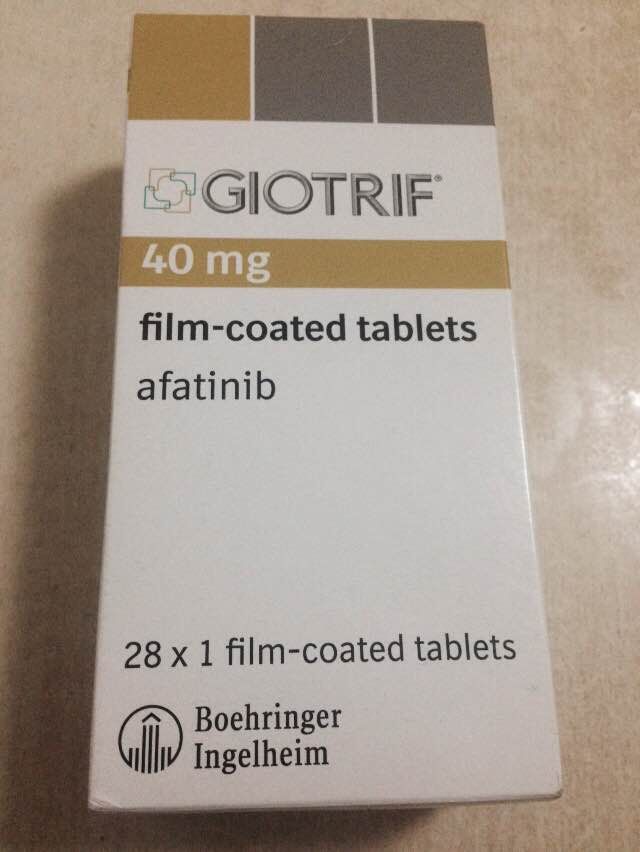 GIOTRIF®
40 mg
film-coated tablets
afatinib
28 x 1 film-coated tablets
Boehringer
Ingelheim